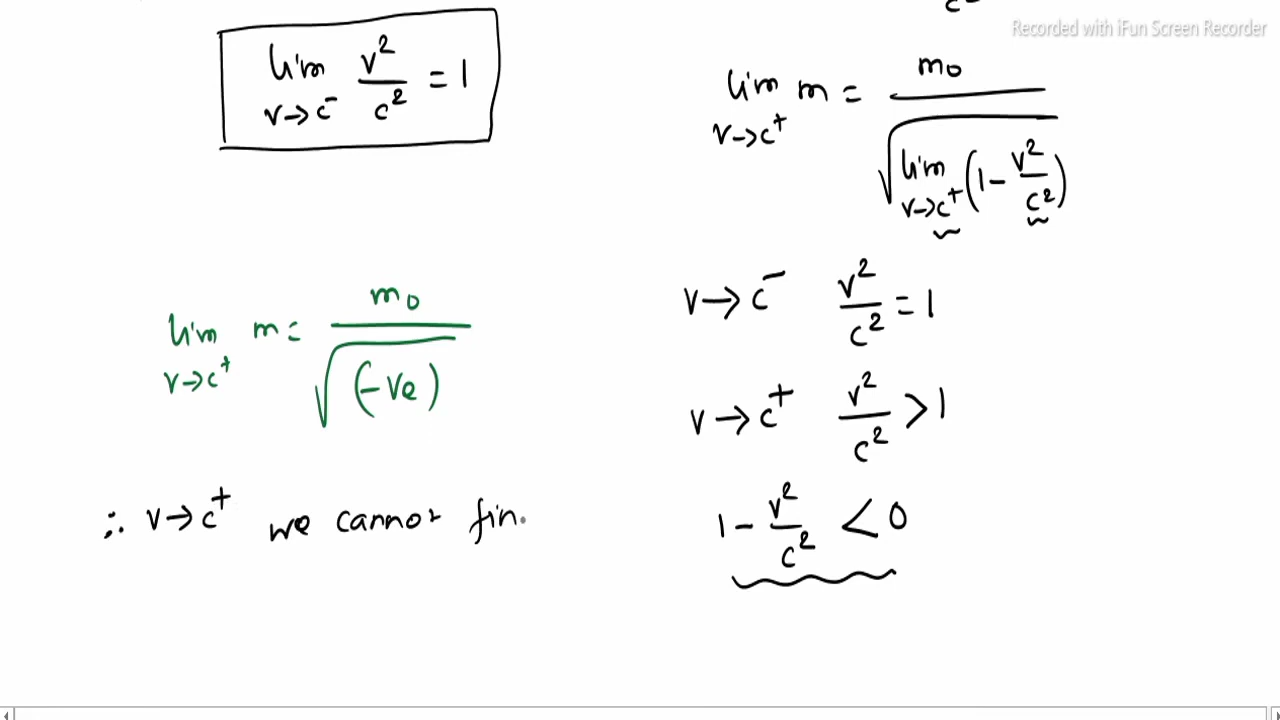 Recorded with iFun Screen Recorder
lim v→c⁻ v²/c² = 1
lim v→c⁺ m = m₀/√(lim v→c⁺ (1 - v²/c²))
v→c⁻ v²/c² = 1
lim v→c⁺ m = m₀/√(-ve)
v→c⁺ v²/c² > 1
∴ v→c⁺ we cannot fin
1 - v²/c² < 0